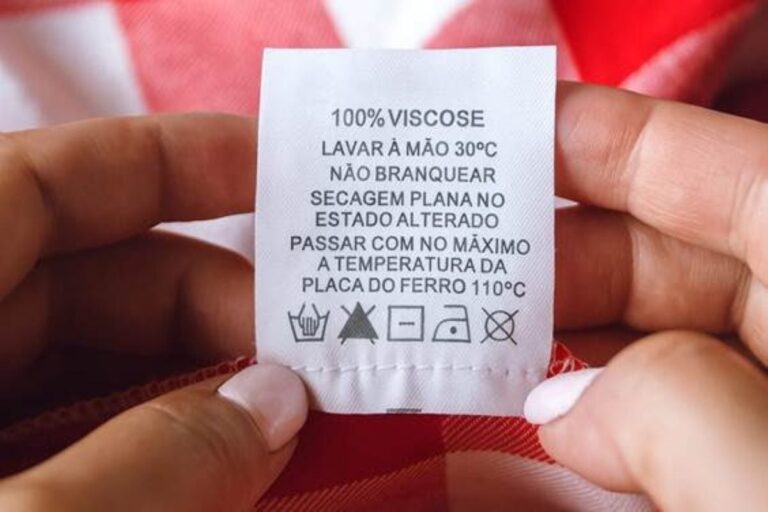 100% VISCOSE
LAVAR À MÃO 30ºC
NÃO BRANQUEAR
SECAGEM PLANA NO
ESTADO ALTERADO
PASSAR COM NO MÃXIMO
A TEMPERATURA DA
PLACA DO FERRO 110ºC